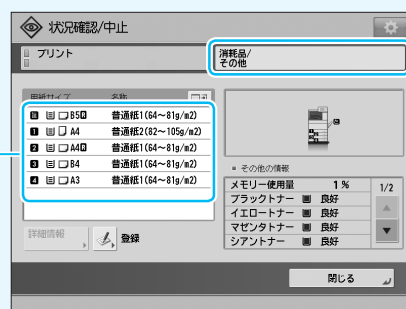 状況確認/中止
プリント
消耗品/
その他
用紙サイズ
名称
B5R 普通紙1(64～81g/m2)
1 A4 普通紙2(82～105g/m2)
2 A4R 普通紙1(64～81g/m2)
3 B4 普通紙1(64～81g/m2)
4 A3 普通紙1(64～81g/m2)
その他の情報
メモリー使用量 1 %
ブラックトナー 良好
イエロートナー 良好
マゼンタトナー 良好
シアントナー 良好
1/2
詳細情報
登録
閉じる